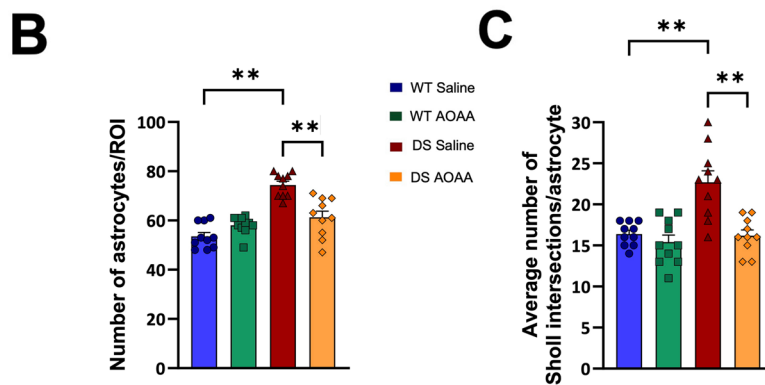 B
**
**
Number of astrocytes/ROI
100
80
60
40
20
0
WT Saline
WT AOAA
DS Saline
DS AOAA
C
**
**
Average number of
Sholl intersections/astrocyte
30
25
20
15
10
5
0